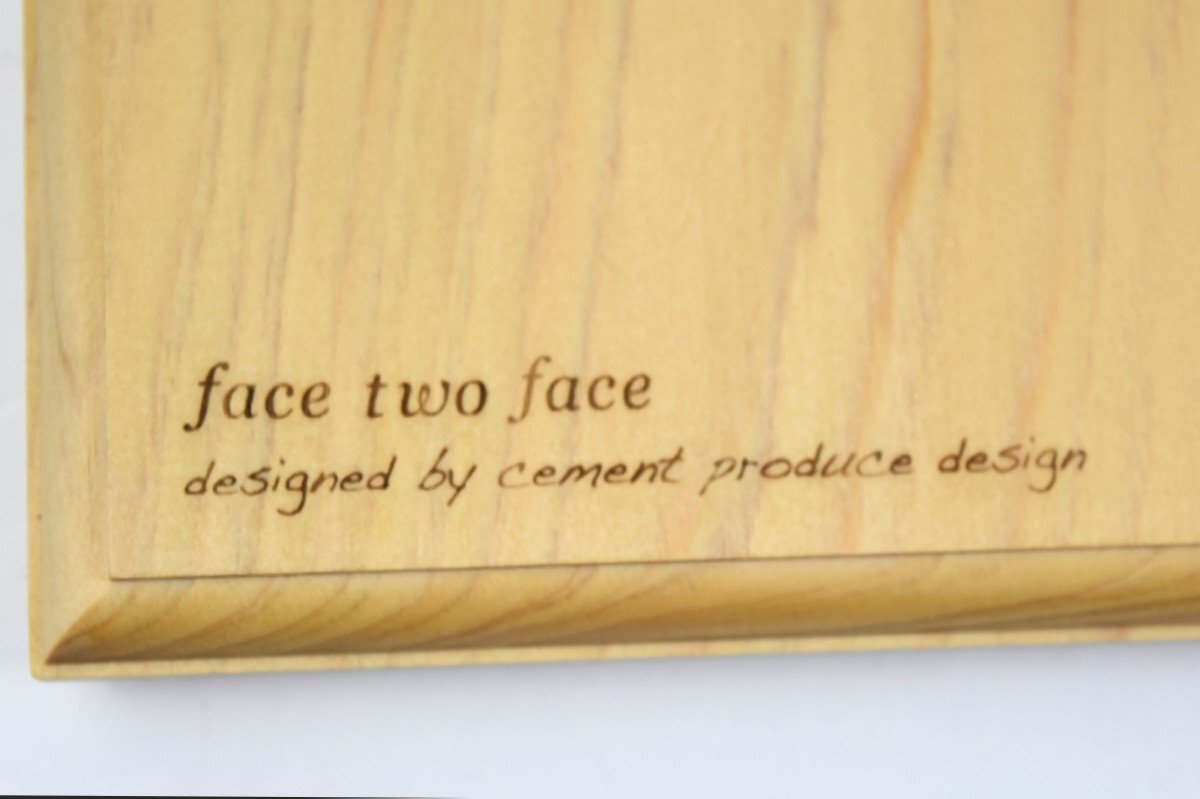 face two face
designed by cement produce design